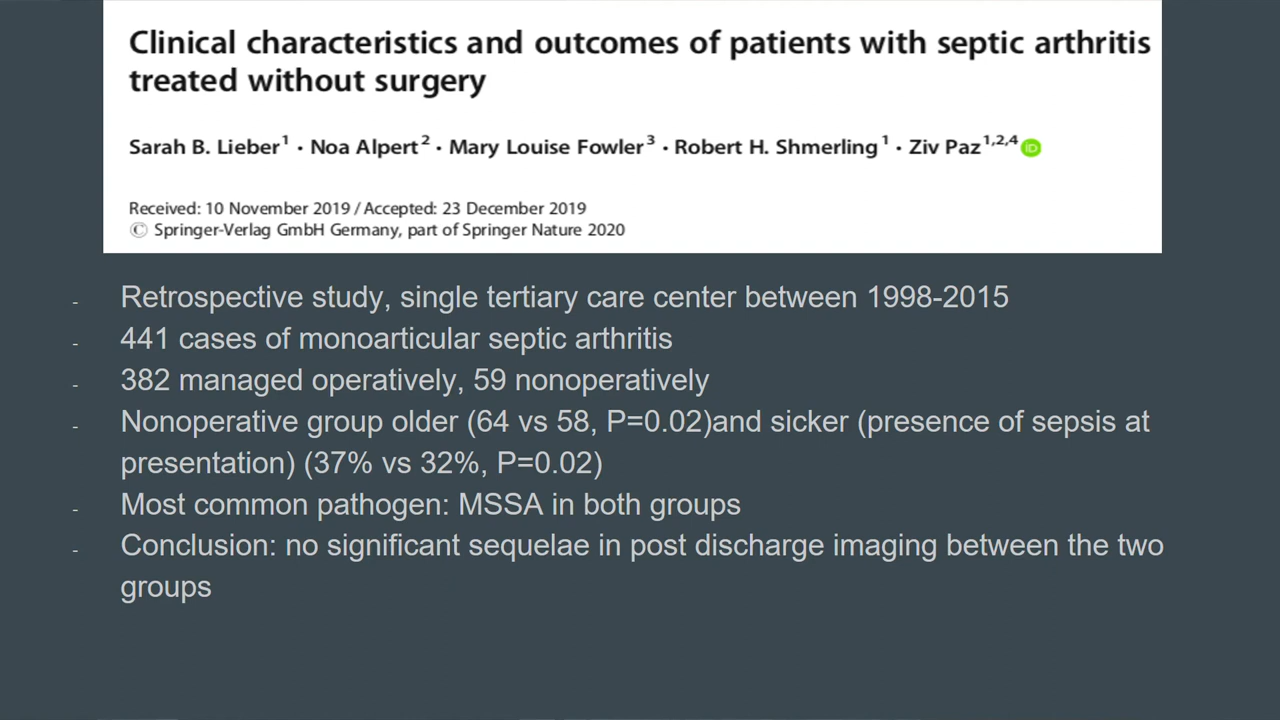 Clinical characteristics and outcomes of patients with septic arthritis
treated without surgery
Sarah B. Lieber1 · Noa Alpert2 · Mary Louise Fowler3 · Robert H. Shmerling1 · Ziv Paz1,2,4 iD
Received: 10 November 2019 / Accepted: 23 December 2019
© Springer-Verlag GmbH Germany, part of Springer Nature 2020
- Retrospective study, single tertiary care center between 1998-2015
- 441 cases of monoarticular septic arthritis
- 382 managed operatively, 59 nonoperatively
- Nonoperative group older (64 vs 58, P=0.02)and sicker (presence of sepsis at
presentation) (37% vs 32%, P=0.02)
- Most common pathogen: MSSA in both groups
- Conclusion: no significant sequelae in post discharge imaging between the two
groups